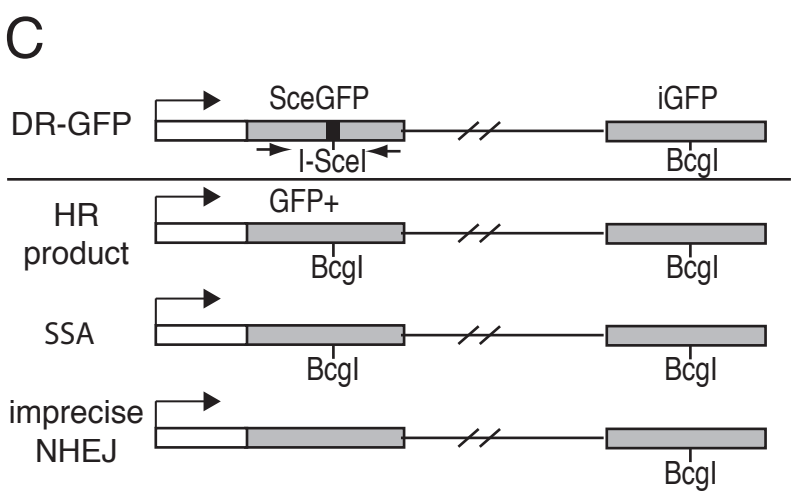 C
SceGFP iGFP
DR-GFP
I-SceI BcgI
HR product GFP+
BcgI BcgI
SSA
BcgI BcgI
imprecise
NHEJ
BcgI